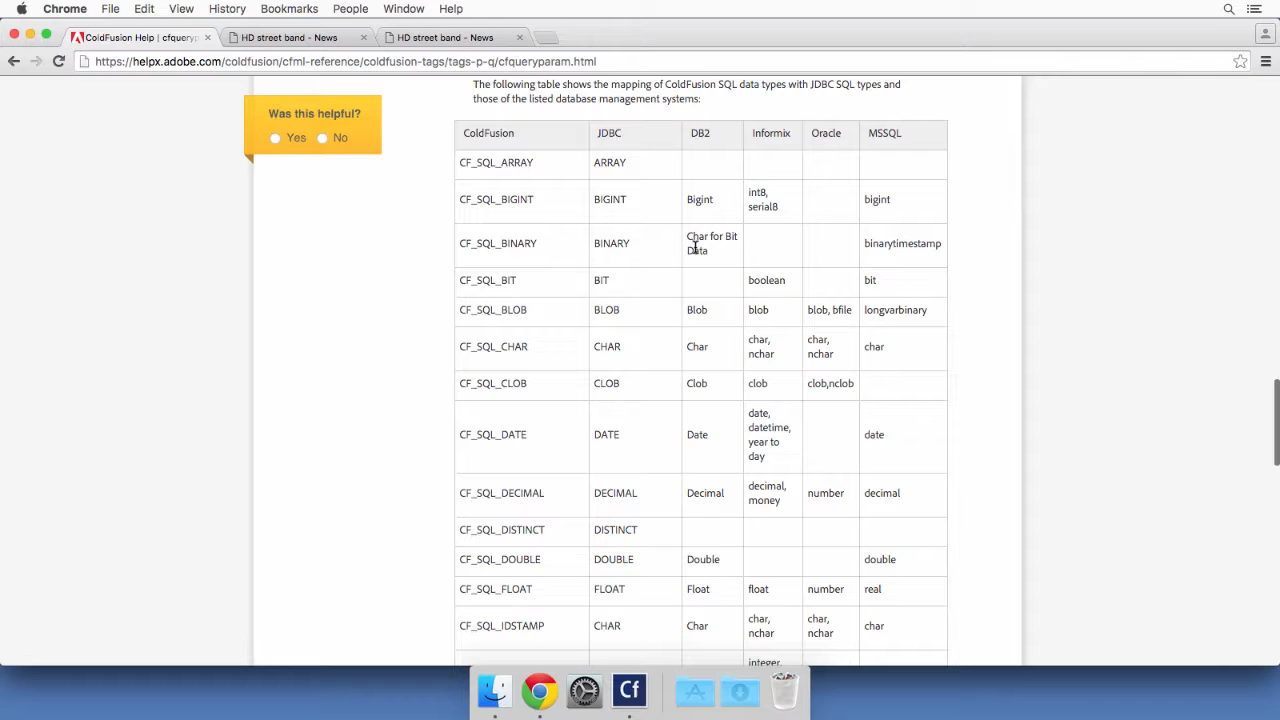 Chrome File Edit View History Bookmarks People Window Help
ColdFusion Help | cfqueryp × HD street band - News × HD street band - News ×
https://helpx.adobe.com/coldfusion/cfml-reference/coldfusion-tags/tags-p-q/cfqueryparam.html
The following table shows the mapping of ColdFusion SQL data types with JDBC SQL types and
those of the listed database management systems:
Was this helpful?
Yes No
ColdFusion JDBC DB2 Informix Oracle MSSQL
CF_SQL_ARRAY ARRAY
CF_SQL_BIGINT BIGINT Bigint int8,
serial8 bigint
CF_SQL_BINARY BINARY Char for Bit
Data binarytimestamp
CF_SQL_BIT BIT boolean bit
CF_SQL_BLOB BLOB Blob blob blob, bfile longvarbinary
CF_SQL_CHAR CHAR Char char,
nchar char,
nchar char
CF_SQL_CLOB CLOB Clob clob clob,nclob
CF_SQL_DATE DATE Date date,
datetime,
year to
day date
CF_SQL_DECIMAL DECIMAL Decimal decimal,
money number decimal
CF_SQL_DISTINCT DISTINCT
CF_SQL_DOUBLE DOUBLE Double double
CF_SQL_FLOAT FLOAT Float float number real
CF_SQL_IDSTAMP CHAR Char char,
nchar char,
nchar char
integer,
Cf